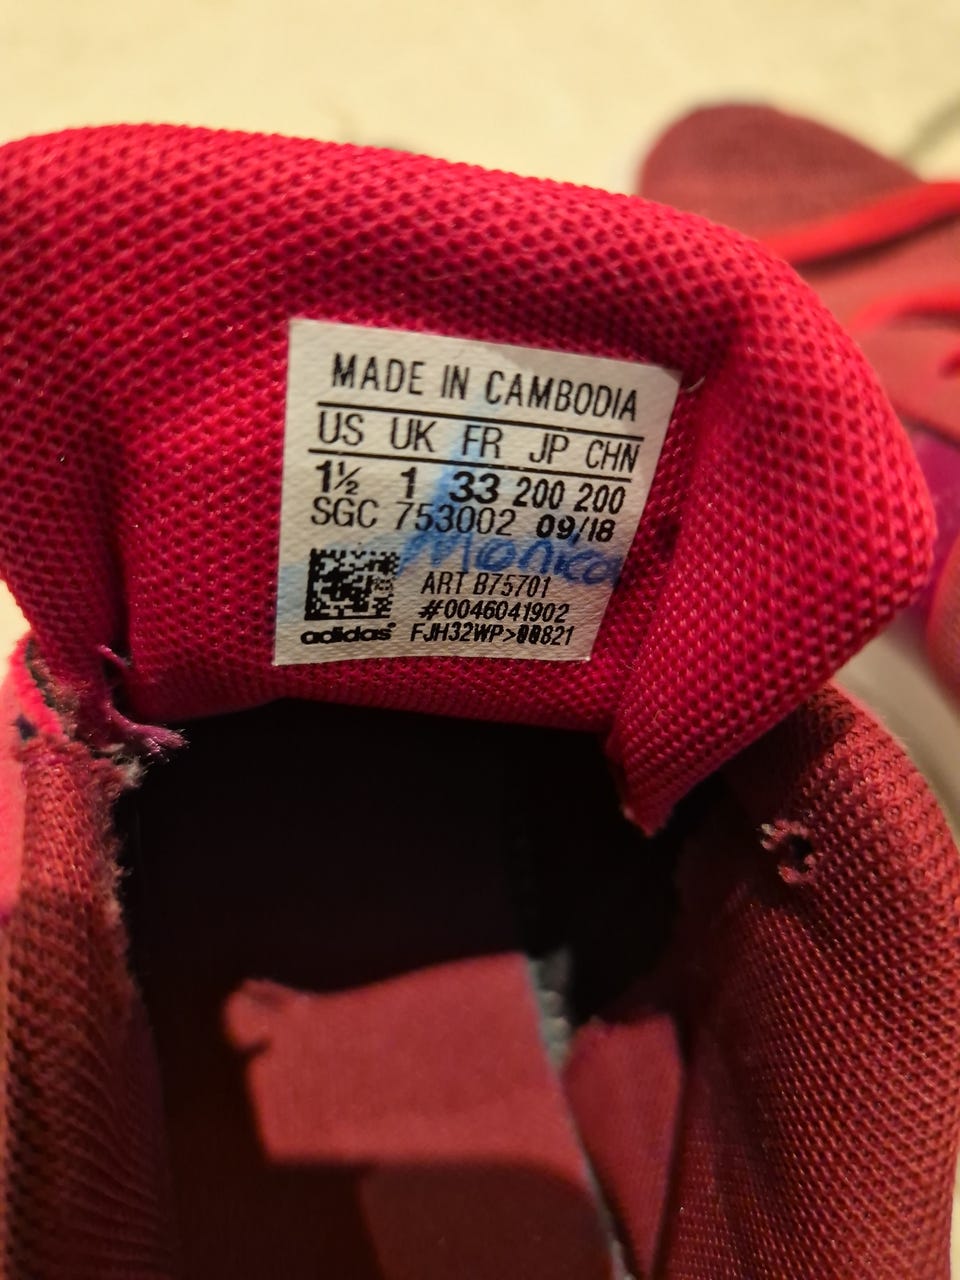 MADE IN CAMBODIA
US UK FR JP CHN
1½ 1 33 200 200
SGC 753002 09/18
Monica
ART B75701
#0046041902
adidas FJH32WP>00821